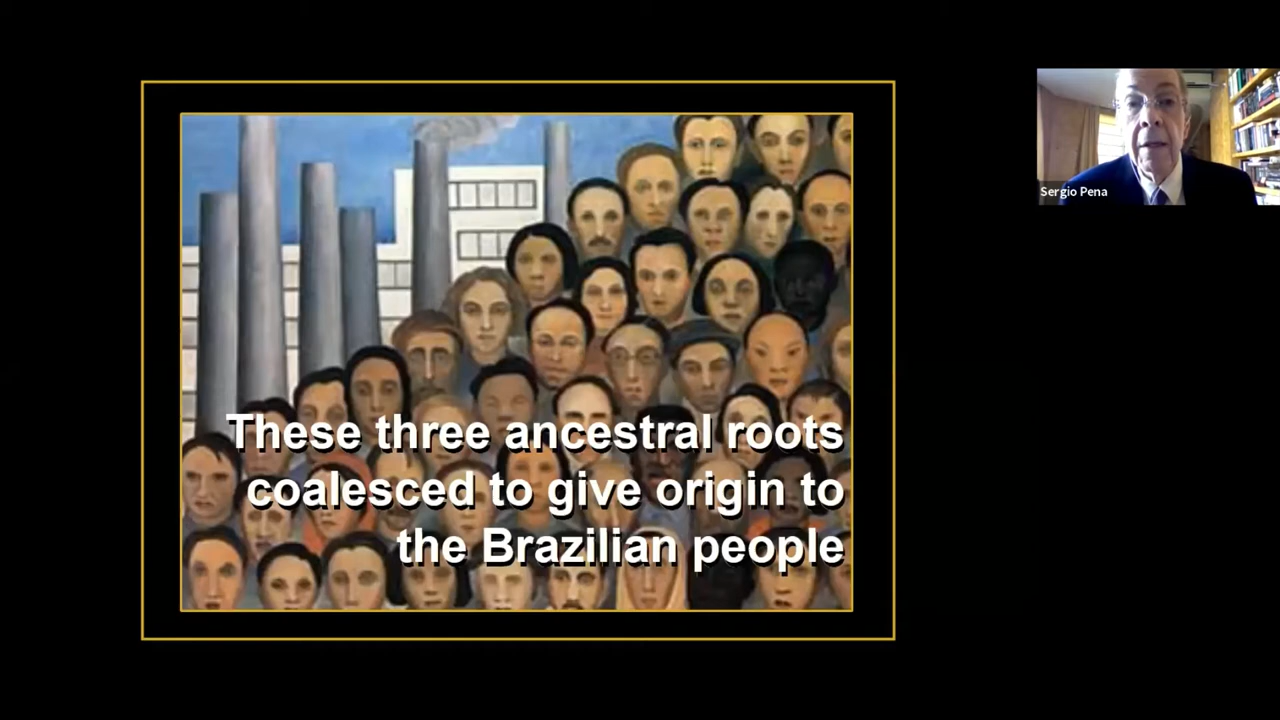 Sergio Pena
These three ancestral roots
coalesced to give origin to
the Brazilian people